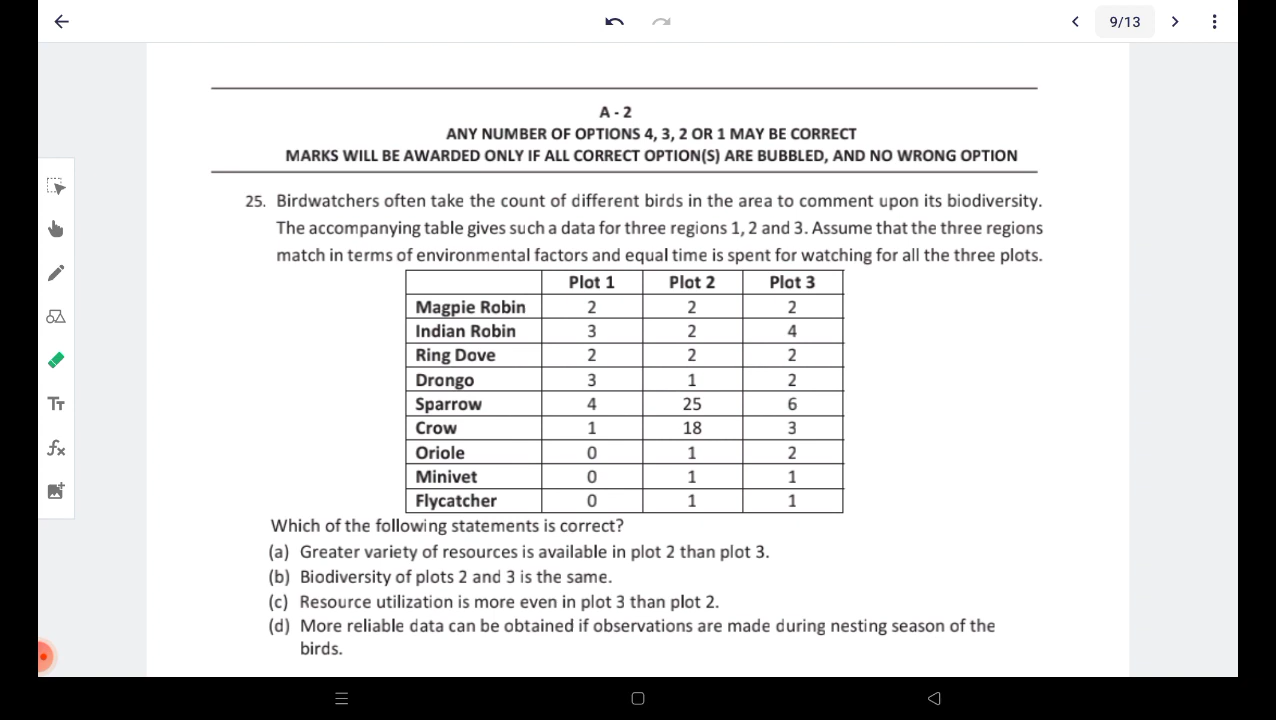 9/13
A - 2
ANY NUMBER OF OPTIONS 4, 3, 2 OR 1 MAY BE CORRECT
MARKS WILL BE AWARDED ONLY IF ALL CORRECT OPTION(S) ARE BUBBLED, AND NO WRONG OPTION
25. Birdwatchers often take the count of different birds in the area to comment upon its biodiversity.
The accompanying table gives such a data for three regions 1, 2 and 3. Assume that the three regions
match in terms of environmental factors and equal time is spent for watching for all the three plots.
Plot 1 Plot 2 Plot 3
Magpie Robin 2 2 2
Indian Robin 3 2 4
Ring Dove 2 2 2
Drongo 3 1 2
Sparrow 4 25 6
Crow 1 18 3
Oriole 0 1 2
Minivet 0 1 1
Flycatcher 0 1 1
Which of the following statements is correct?
(a) Greater variety of resources is available in plot 2 than plot 3.
(b) Biodiversity of plots 2 and 3 is the same.
(c) Resource utilization is more even in plot 3 than plot 2.
(d) More reliable data can be obtained if observations are made during nesting season of the
birds.
Tт
fx